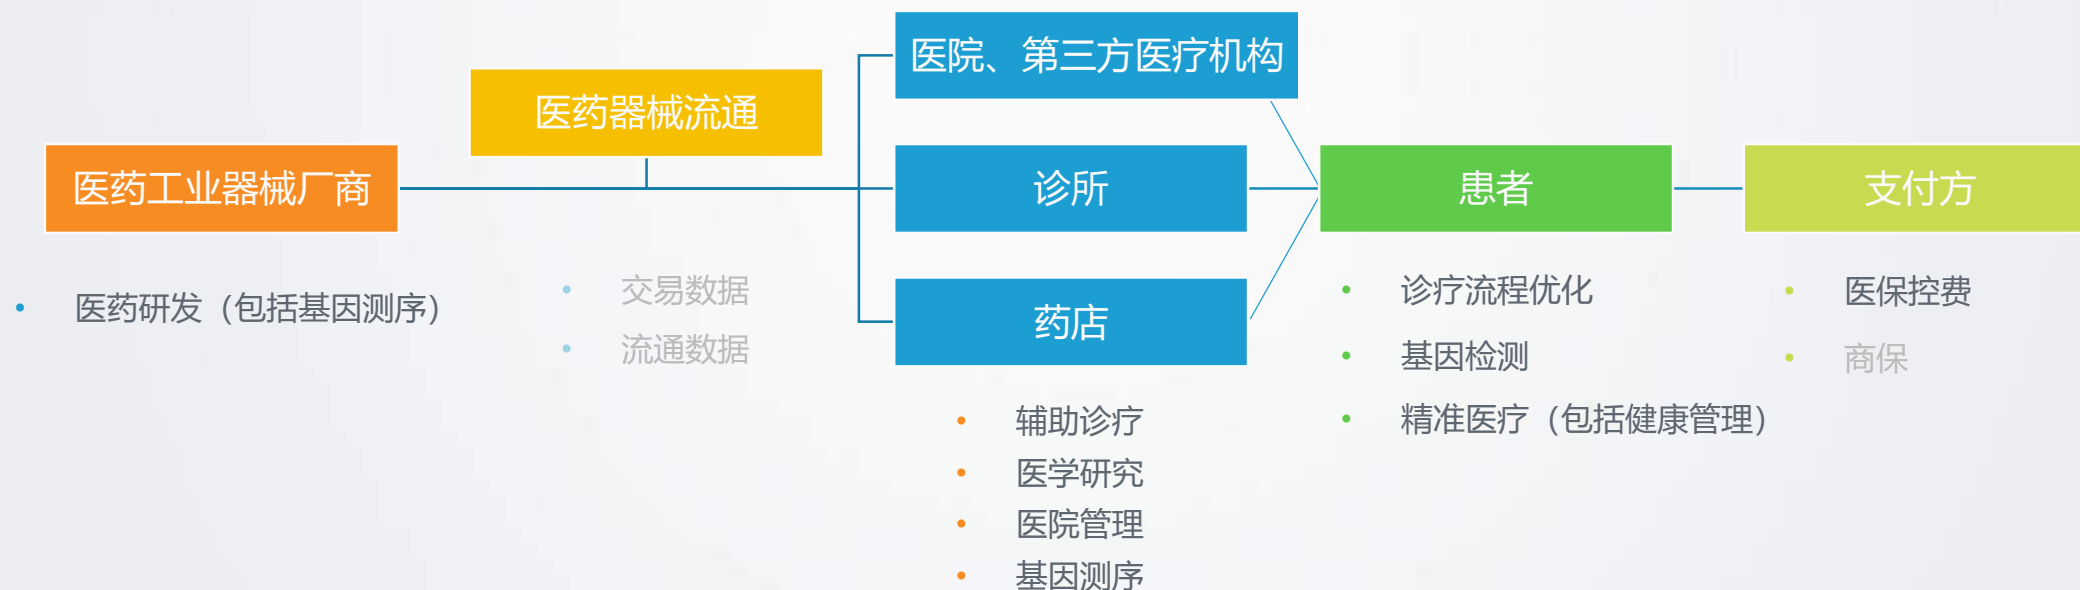 医院、第三方医疗机构
医药器械流通
医药工业器械厂商
诊所
患者
支付方
药店
医药研发（包括基因测序）
交易数据
流通数据
辅助诊疗
医学研究
医院管理
基因测序
诊疗流程优化
基因检测
精准医疗（包括健康管理）
医保控费
商保